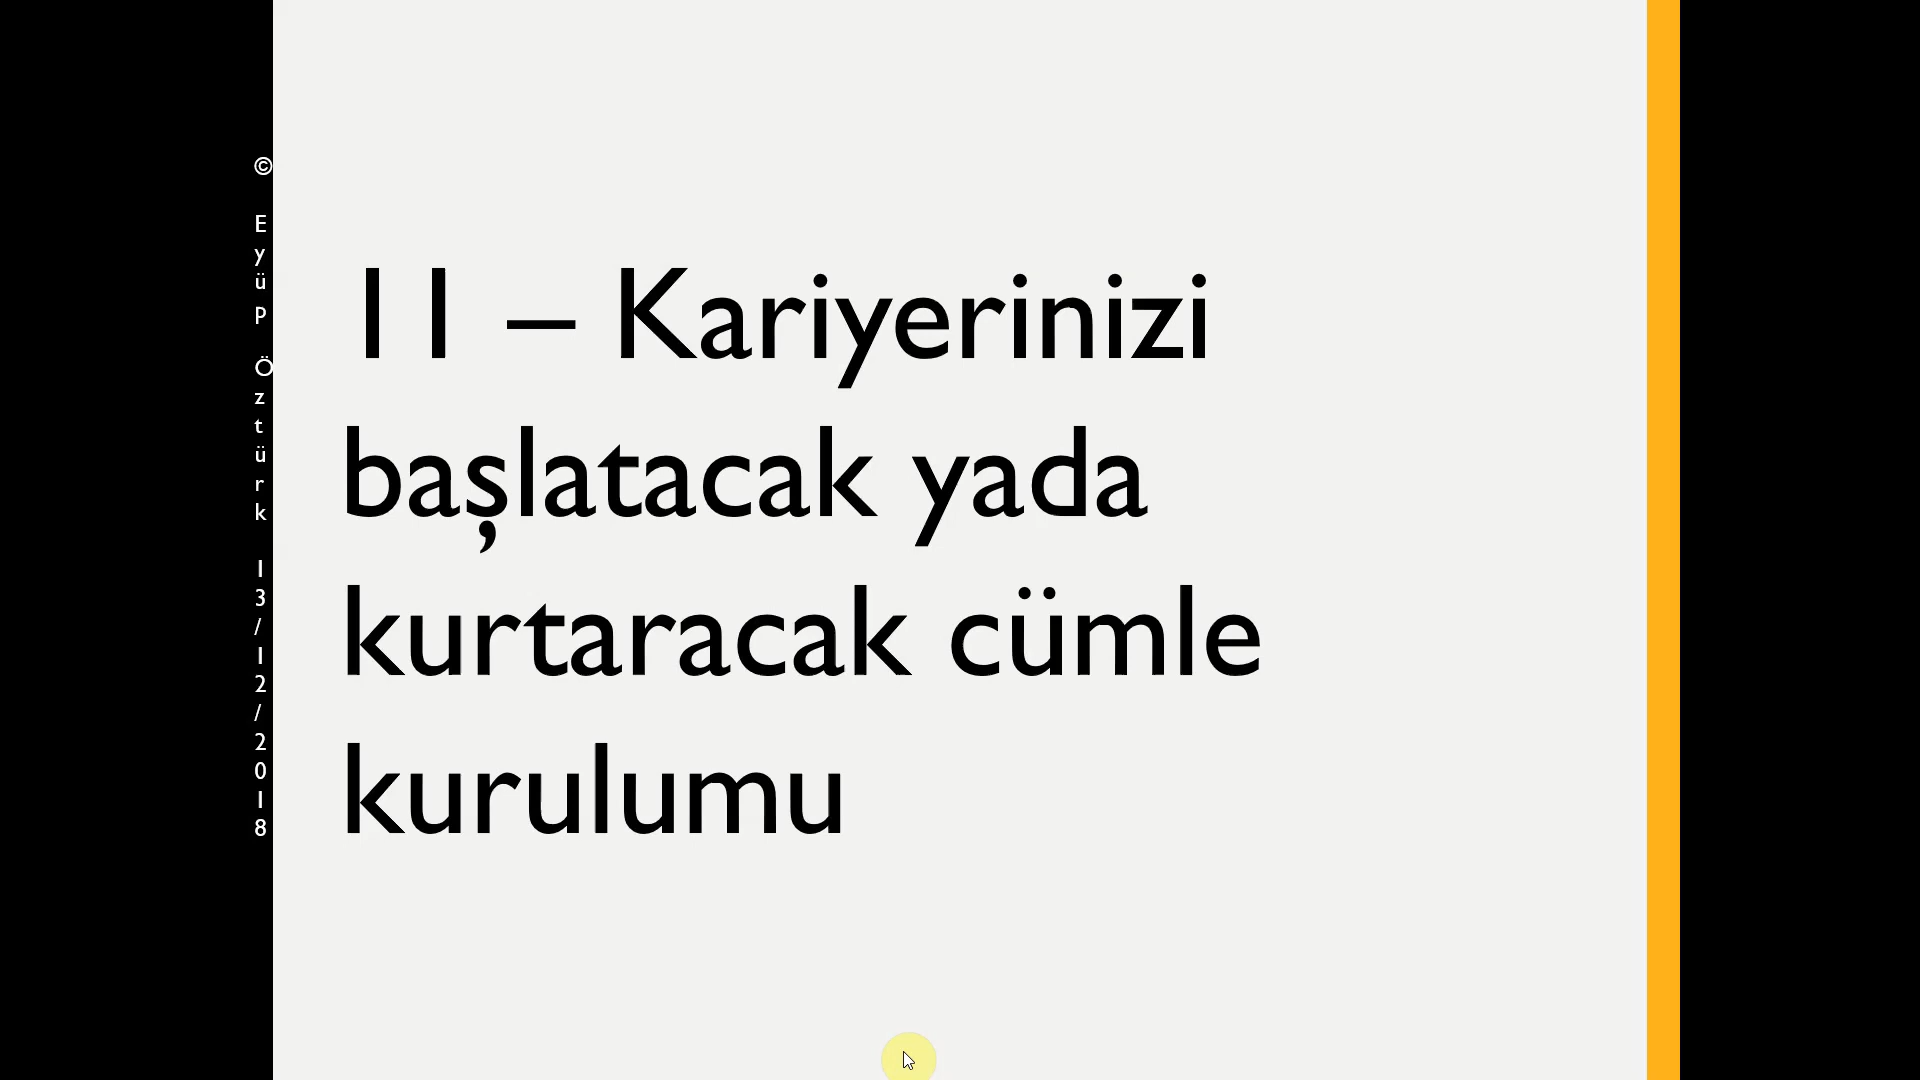 © Eyüp Öztürk 13/12/2018
11 – Kariyerinizi
başlatacak yada
kurtaracak cümle
kurulumu